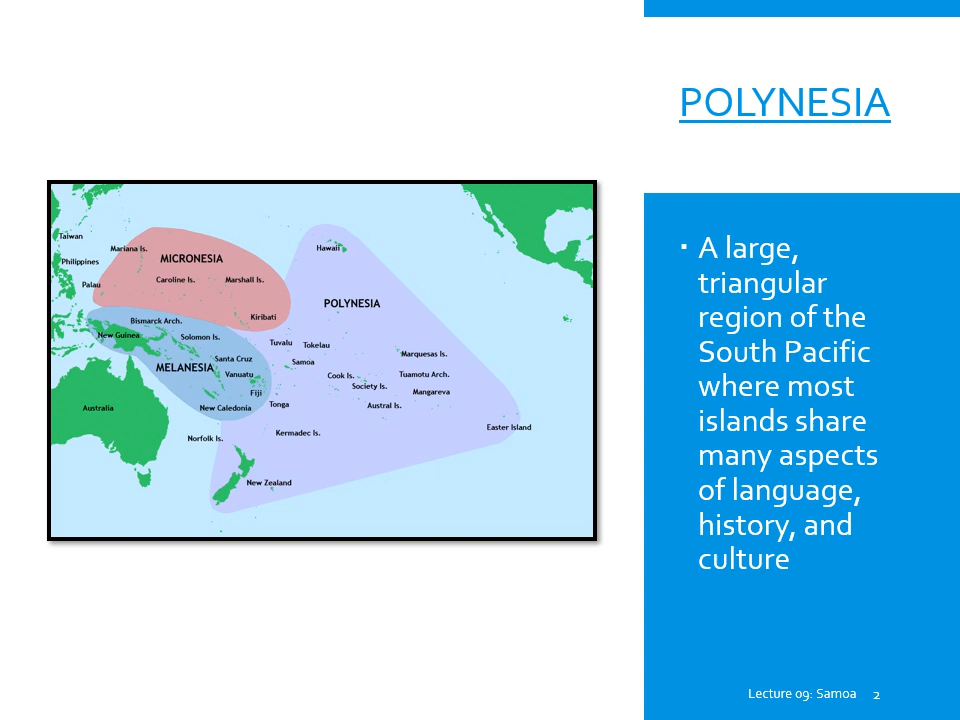 POLYNESIA
Taiwan
Philippines
Palau
Mariana Is.
MICRONESIA
Caroline Is.
Marshall Is.
Kiribati
Hawaii
POLYNESIA
Bismarck Arch.
New Guinea
Solomon Is.
MELANESIA
Santa Cruz
Vanuatu
Fiji
New Caledonia
Tuvalu
Tokelau
Samoa
Cook Is.
Society Is.
Marquesas Is.
Tuamotu Arch.
Mangareva
Austral Is.
Tonga
Australia
Norfolk Is.
Kermadec Is.
Easter Island
New Zealand
▪ A large,
triangular
region of the
South Pacific
where most
islands share
many aspects
of language,
history, and
culture
Lecture 09: Samoa 2